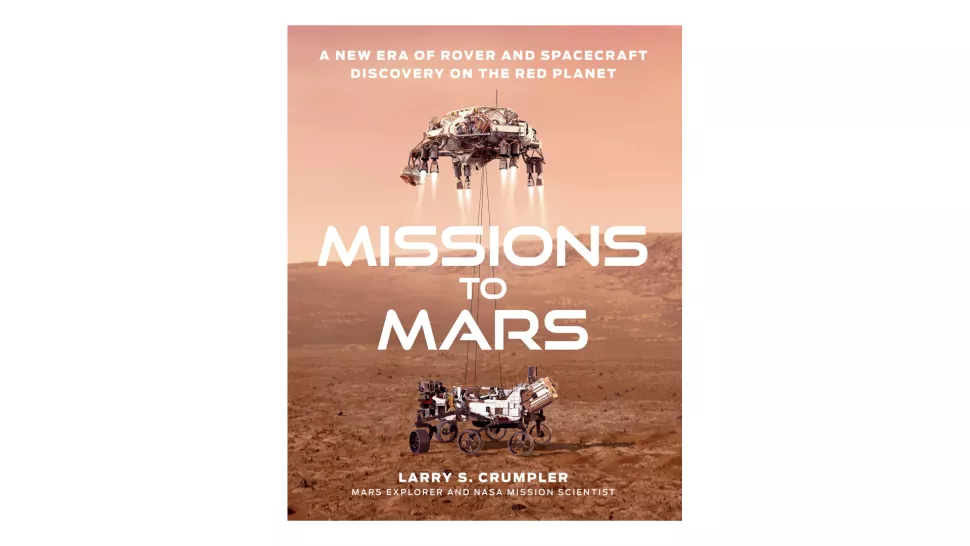 A NEW ERA OF ROVER AND SPACECRAFT
DISCOVERY ON THE RED PLANET
MISSIONS
TO
MARS
LARRY S. CRUMPLER
MARS EXPLORER AND NASA MISSION SCIENTIST